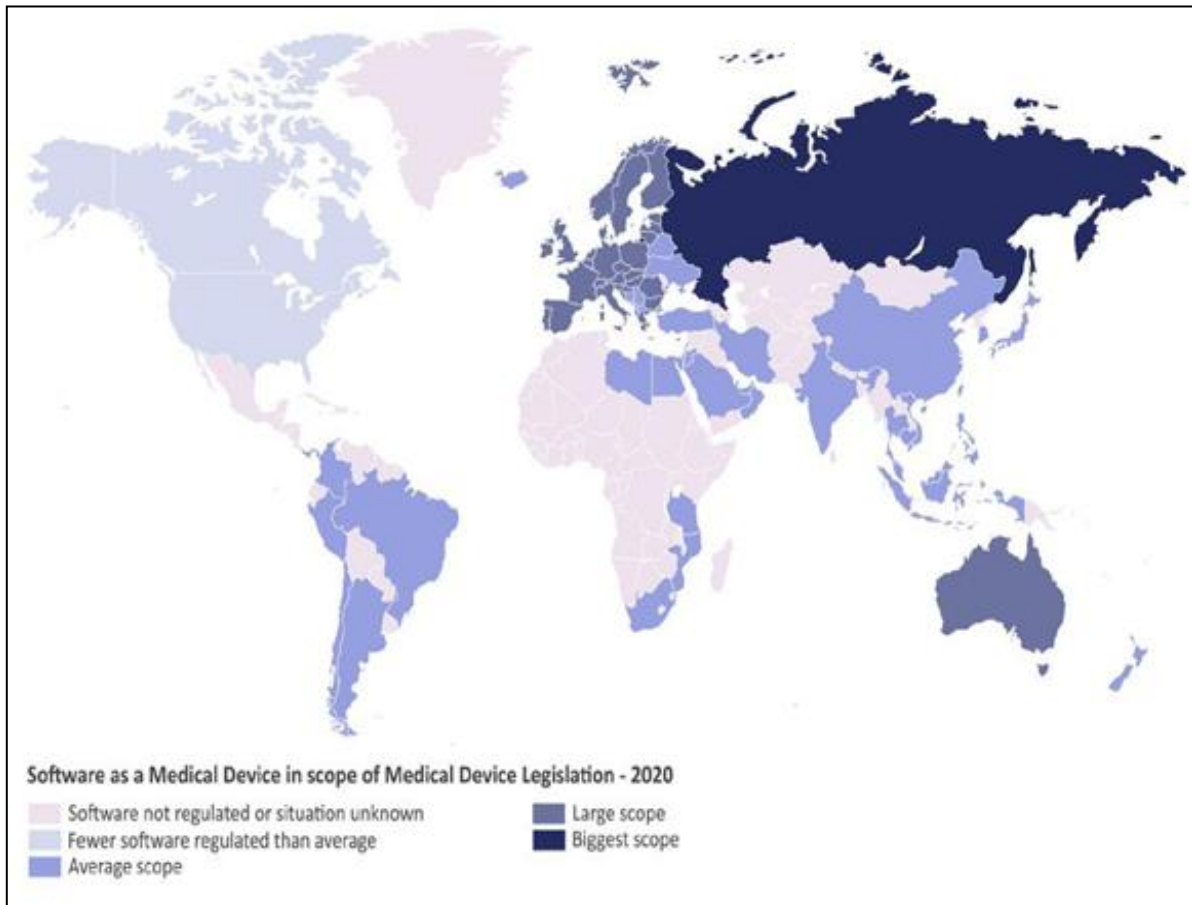 Software as a Medical Device in scope of Medical Device Legislation - 2020
Software not regulated or situation unknown
Fewer software regulated than average
Average scope
Large scope
Biggest scope